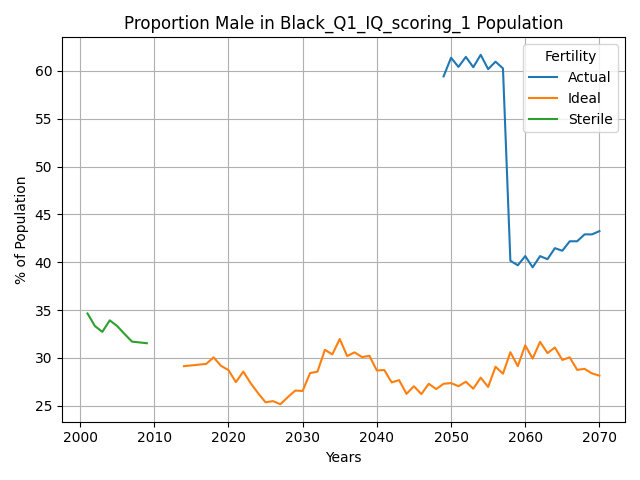 Proportion Male in Black_Q1_IQ_scoring_1 Population
Fertility
Actual
Ideal
Sterile
% of Population
60
55
50
45
40
35
30
25
2000 2010 2020 2030 2040 2050 2060 2070
Years